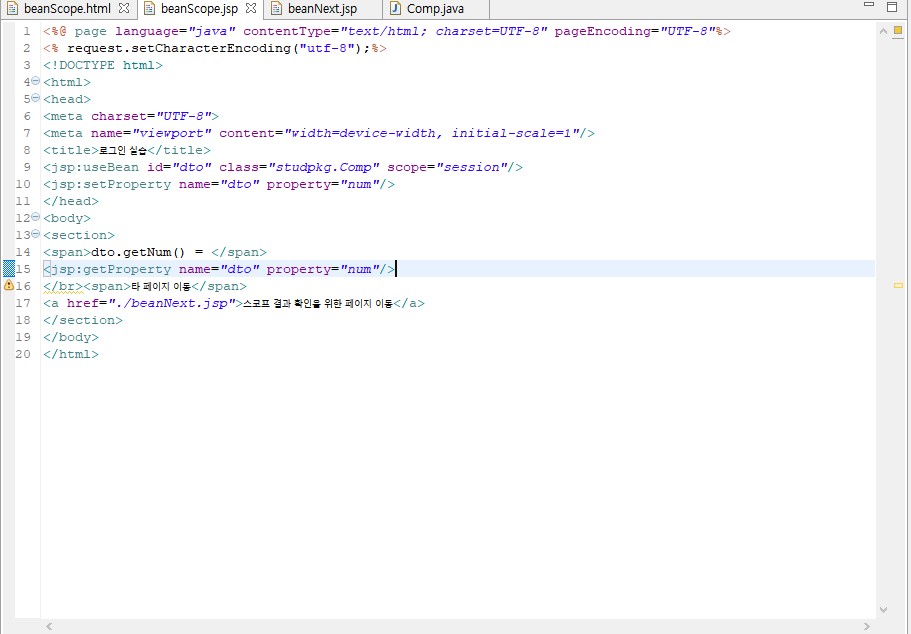 beanScope.html beanScope.jsp beanNext.jsp Comp.java
1 <%@ page language="java" contentType="text/html; charset=UTF-8" pageEncoding="UTF-8"%>
2 <% request.setCharacterEncoding("utf-8");%>
3 <!DOCTYPE html>
4 <html>
5 <head>
6 <meta charset="UTF-8">
7 <meta name="viewport" content="width=device-width, initial-scale=1"/>
8 <title>로그인 실습</title>
9 <jsp:useBean id="dto" class="studpkg.Comp" scope="session"/>
10 <jsp:setProperty name="dto" property="num"/>
11 </head>
12 <body>
13 <section>
14 <span>dto.getNum() = </span>
15 <jsp:getProperty name="dto" property="num"/>
16 </br><span>타 페이지 이동</span>
17 <a href="./beanNext.jsp">스코프 결과 확인을 위한 페이지 이동</a>
18 </section>
19 </body>
20 </html>